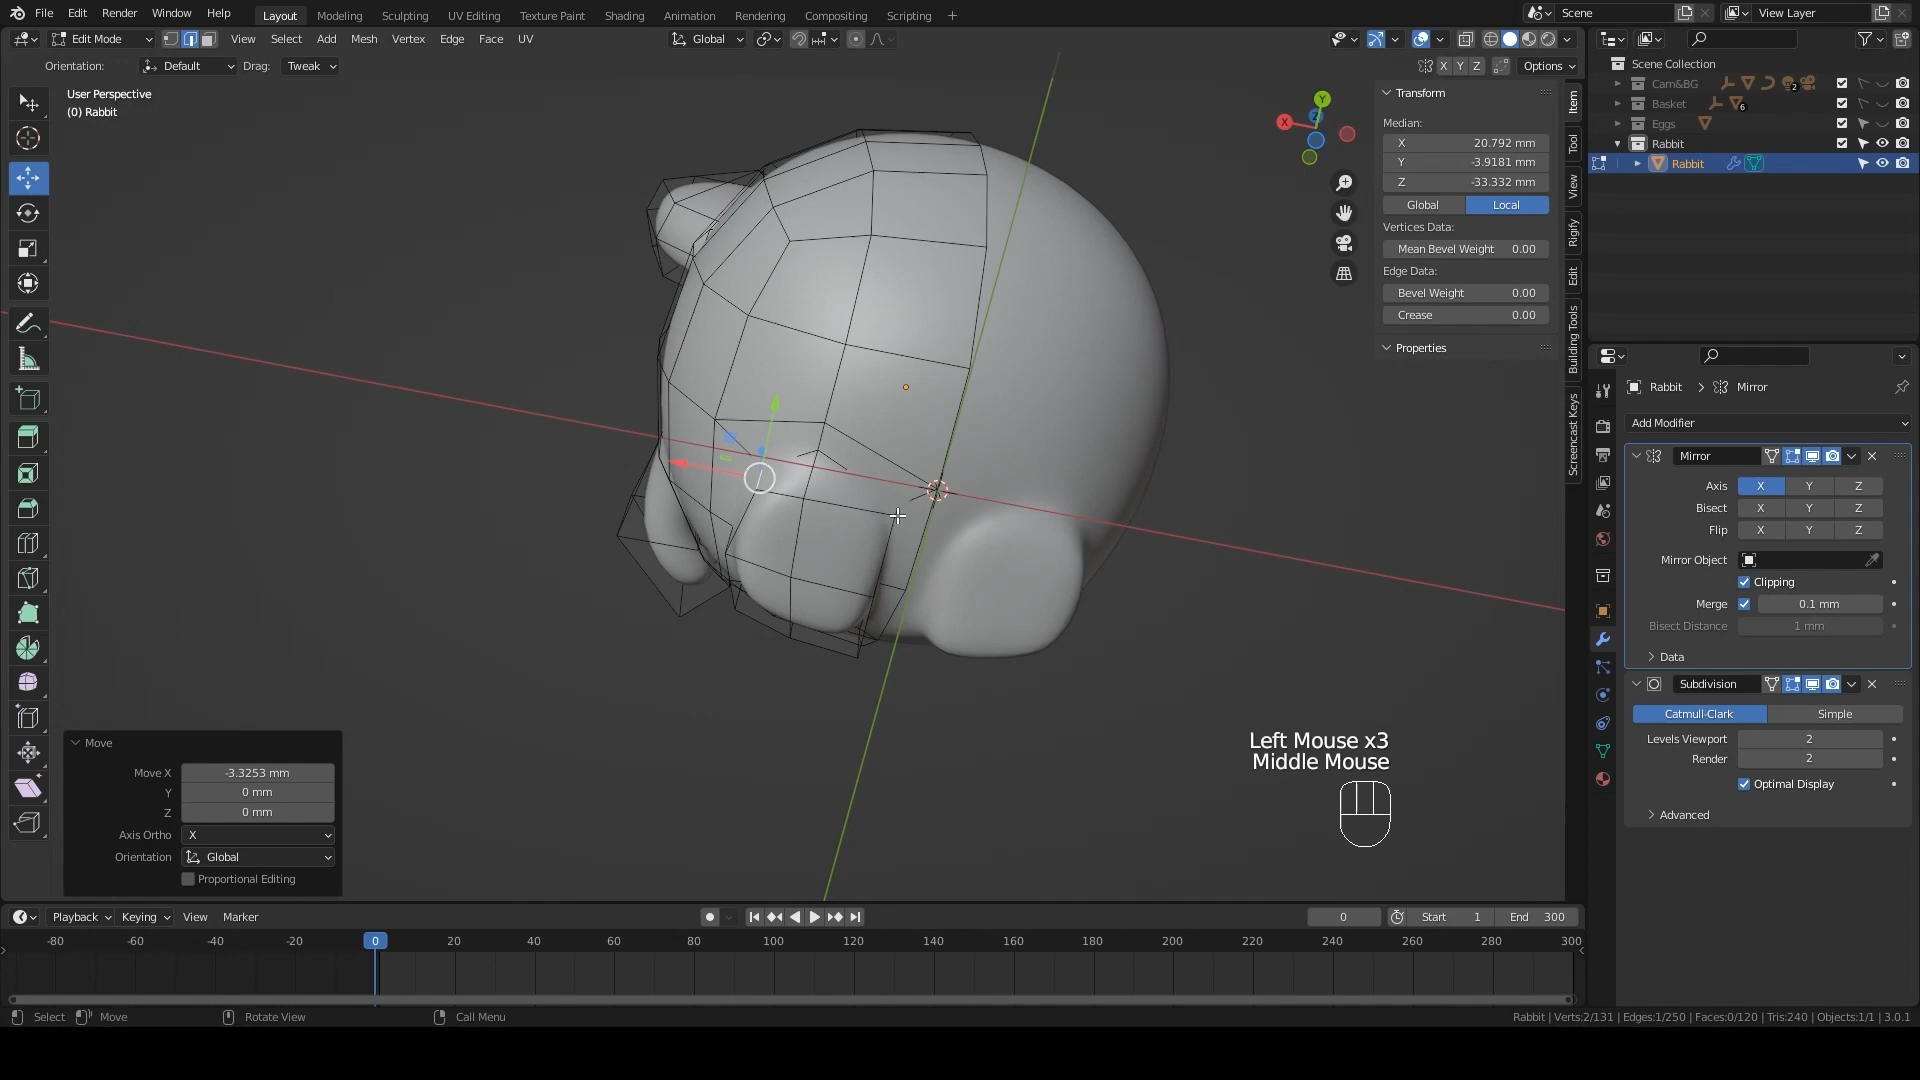 File Edit Render Window Help Layout Modeling Sculpting UV Editing Texture Paint Shading Animation Rendering Compositing Scripting + Scene View Layer
Edit Mode View Select Add Mesh Vertex Edge Face UV Global
Orientation: Default Drag: Tweak X Y Z Options
User Perspective
(0) Rabbit
Y
X
Z
Transform
Median:
X 20.792 mm
Y -3.9181 mm
Z -33.332 mm
Global Local
Vertices Data:
Mean Bevel Weight 0.00
Edge Data:
Bevel Weight 0.00
Crease 0.00
Properties
Item
Tool
View
Rigify
Edit
Building Tools
Screencast Keys
Scene Collection
Cam&BG 2
Basket 6
Eggs
Rabbit
Rabbit
Rabbit > Mirror
Add Modifier
Mirror
Axis X Y Z
Bisect X Y Z
Flip X Y Z
Mirror Object
Clipping
Merge 0.1 mm
Bisect Distance 1 mm
Data
Subdivision
Catmull-Clark Simple
Levels Viewport 2
Render 2
Optimal Display
Advanced
Left Mouse x3
Middle Mouse
Move
Move X -3.3253 mm
Y 0 mm
Z 0 mm
Axis Ortho X
Orientation Global
Proportional Editing
Playback Keying View Marker 0 Start 1 End 300
-80 -60 -40 -20 0 20 40 60 80 100 120 140 160 180 200 220 240 260 280 300
Select Move Rotate View Call Menu Rabbit | Verts:2/131 | Edges:1/250 | Faces:0/120 | Tris:240 | Objects:1/1 | 3.0.1